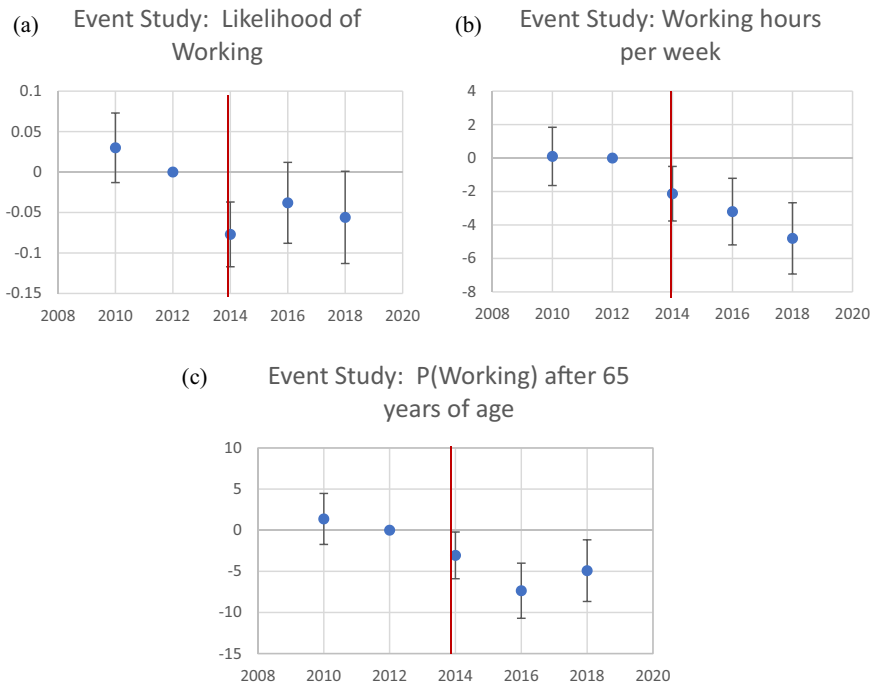 (a)
Event Study: Likelihood of
Working
0.1
0.05
0
-0.05
-0.1
-0.15
2008 2010 2012 2014 2016 2018 2020
(b)
Event Study: Working hours
per week
4
2
0
-2
-4
-6
-8
2008 2010 2012 2014 2016 2018 2020
(c)
Event Study: P(Working) after 65
years of age
10
5
0
-5
-10
-15
2008 2010 2012 2014 2016 2018 2020